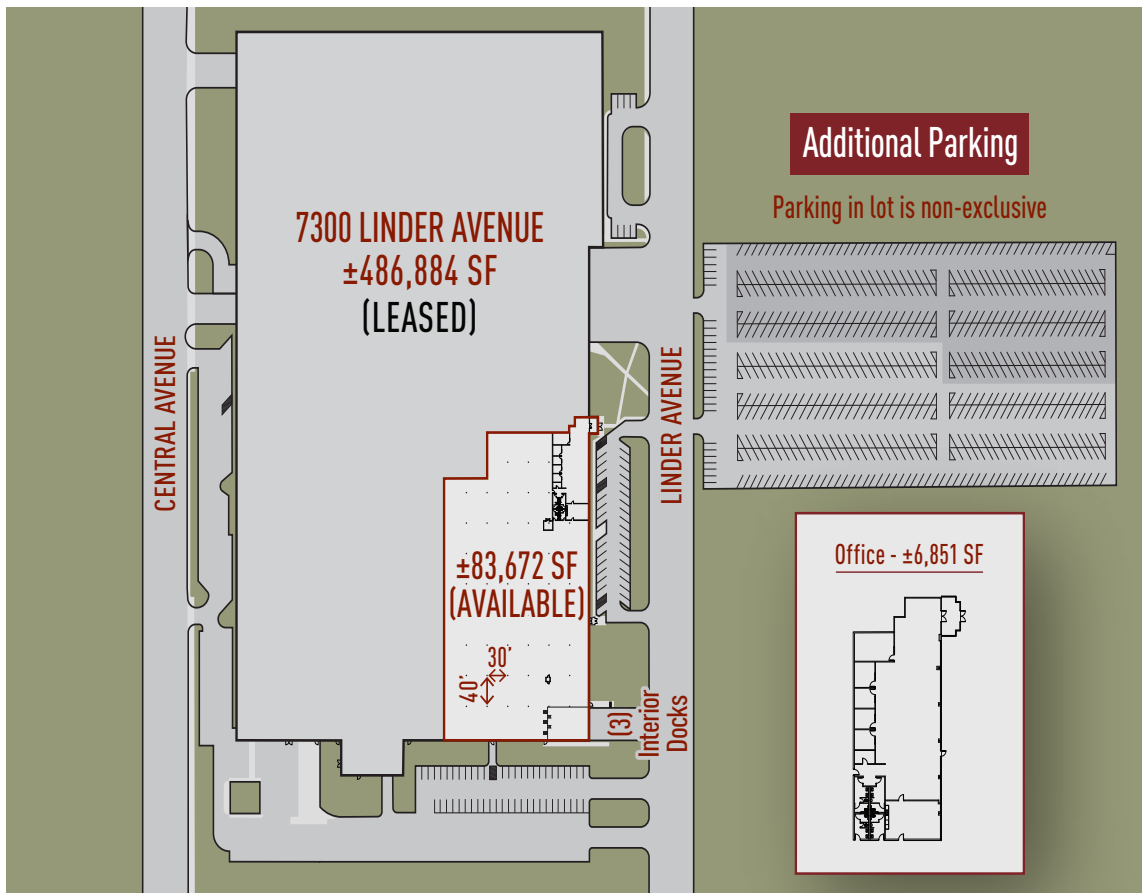 Additional Parking
Parking in lot is non-exclusive
7300 LINDER AVENUE
±486,884 SF
(LEASED)
CENTRAL AVENUE
LINDER AVENUE
±83,672 SF
(AVAILABLE)
30'
40'
(3)
Interior
Docks
Office - ±6,851 SF